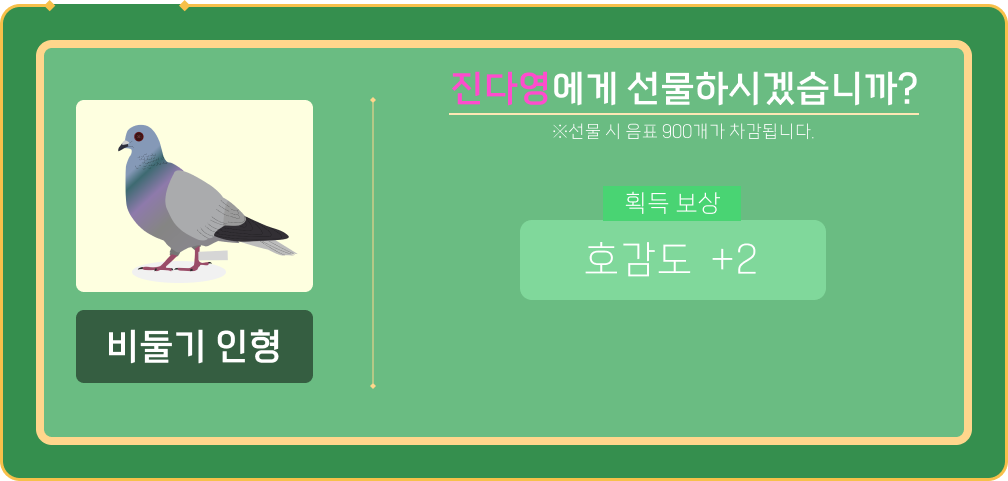 진다영에게 선물하시겠습니까?
※선물 시 음표 900개가 차감됩니다.
획득 보상
호감도 +2
비둘기 인형